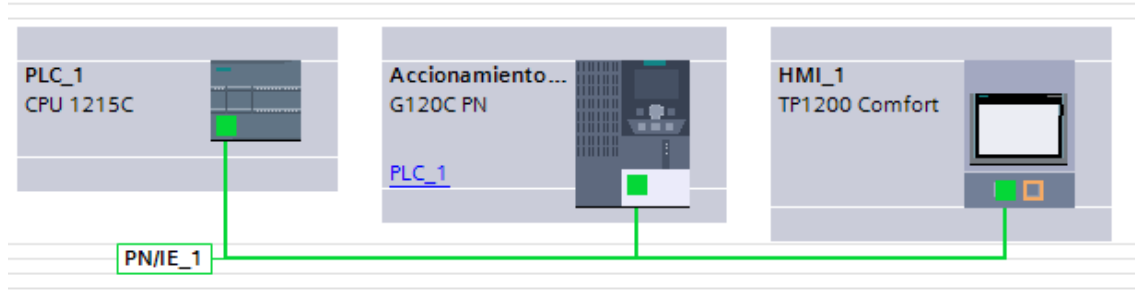 PLC_1
CPU 1215C
Accionamiento...
G120C PN
PLC_1
HMI_1
TP1200 Comfort
PN/IE_1